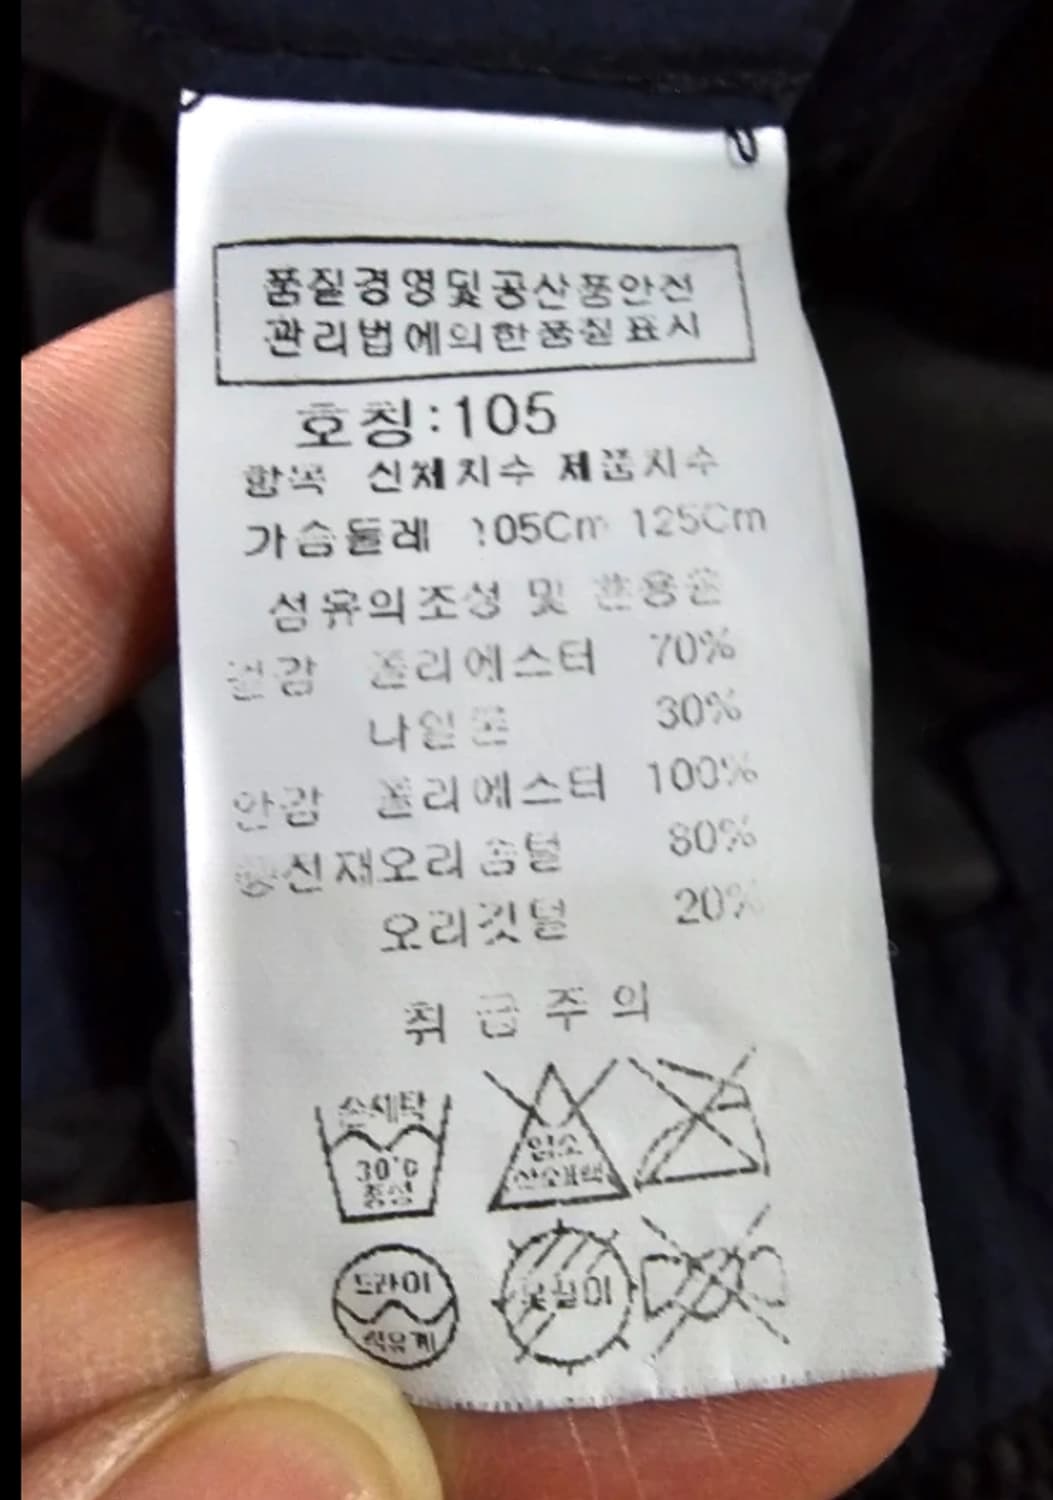 품질경영및공산품안전
관리법에의한품질표시
호칭:105
항목 신체치수 제품치수
가슴둘레 105Cm 125Cm
섬유의조성 및 혼용율
겉감 폴리에스터 70%
나일론 30%
안감 폴리에스터 100%
충전재오리솜털 80%
오리깃털 20%
취급주의
손세탁
30°C
중성
염소
산소표백
드라이
석유계
옷걸이